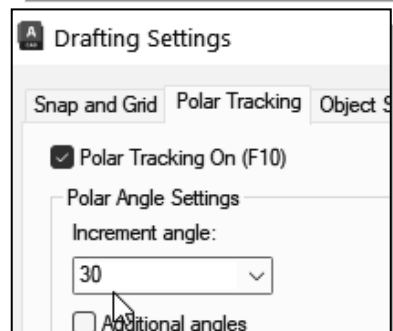 Drafting Settings
Snap and Grid Polar Tracking Object S
Polar Tracking On (F10)
Polar Angle Settings
Increment angle:
30
Additional angles